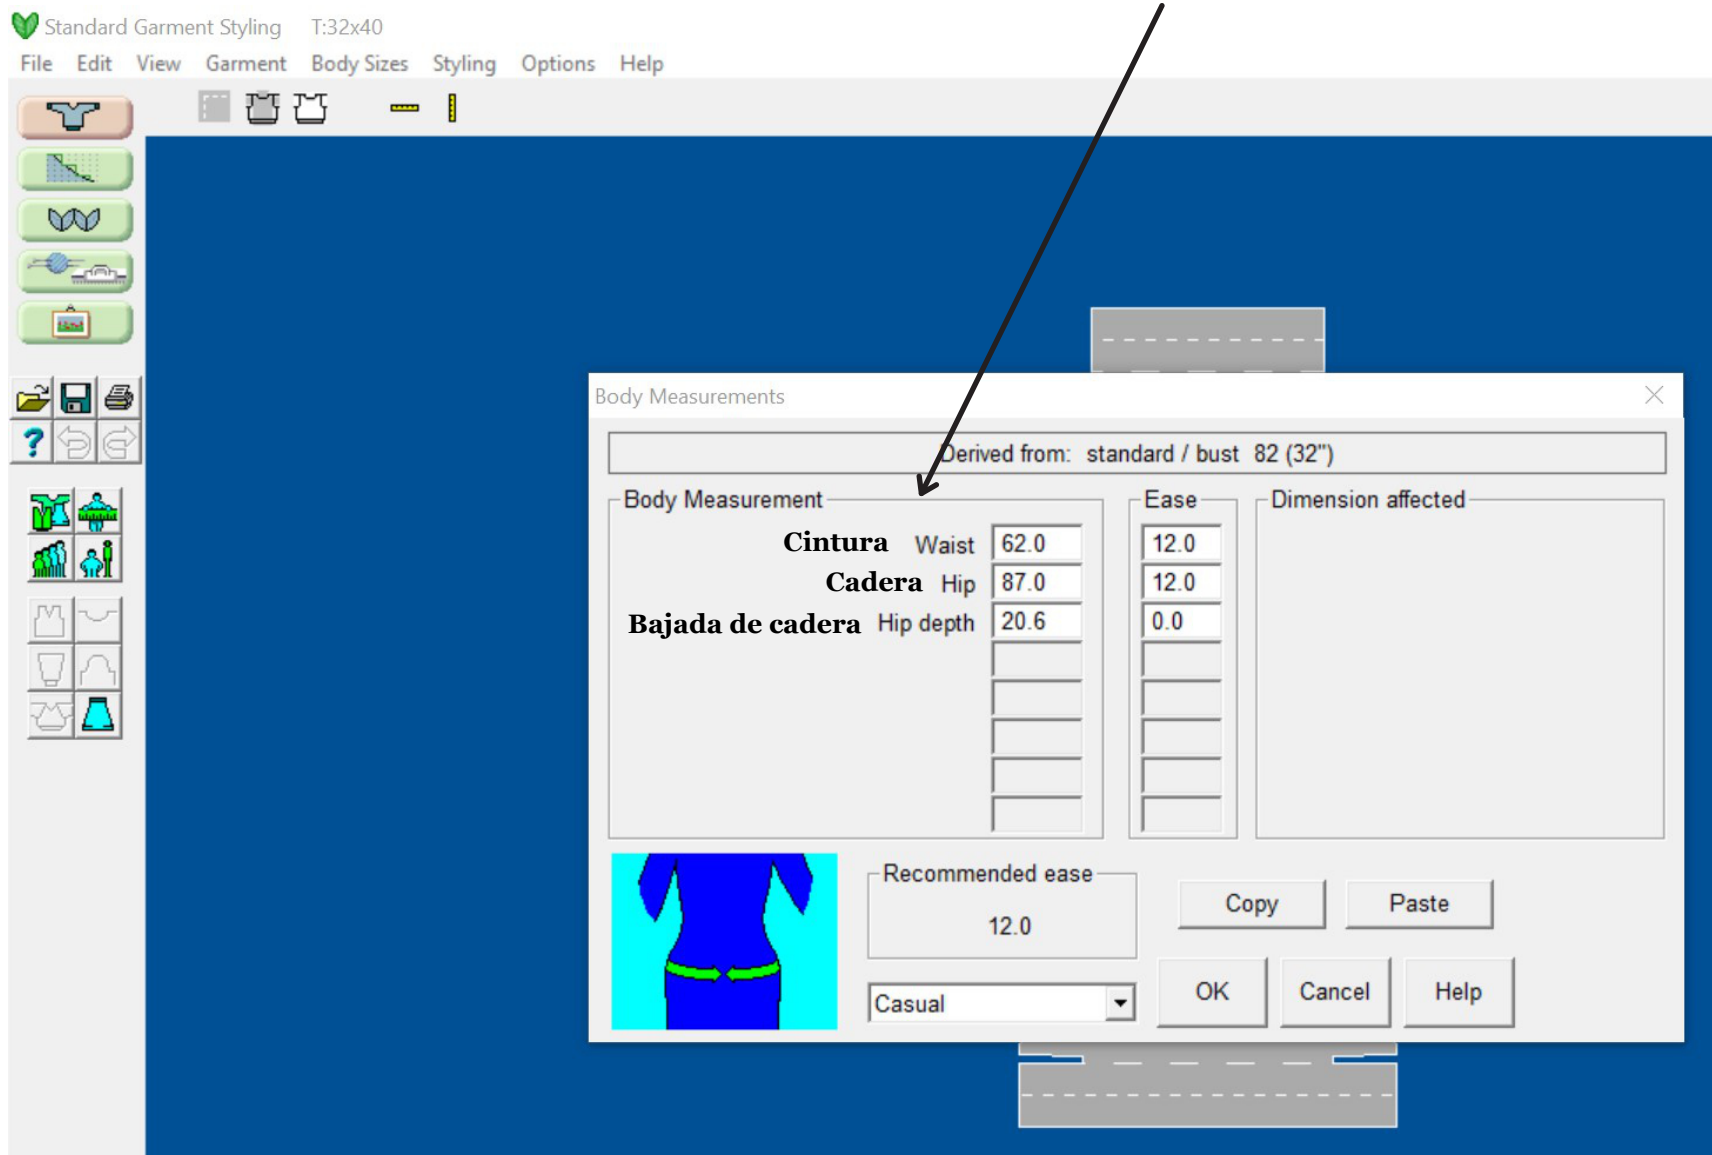 Standard Garment Styling T:32x40
File Edit View Garment Body Sizes Styling Options Help
Body Measurements
Derived from: standard / bust 82 (32")
Body Measurement Ease Dimension affected
Cintura Waist 62.0 12.0
Cadera Hip 87.0 12.0
Bajada de cadera Hip depth 20.6 0.0
Recommended ease
12.0
Copy Paste
Casual
OK Cancel Help